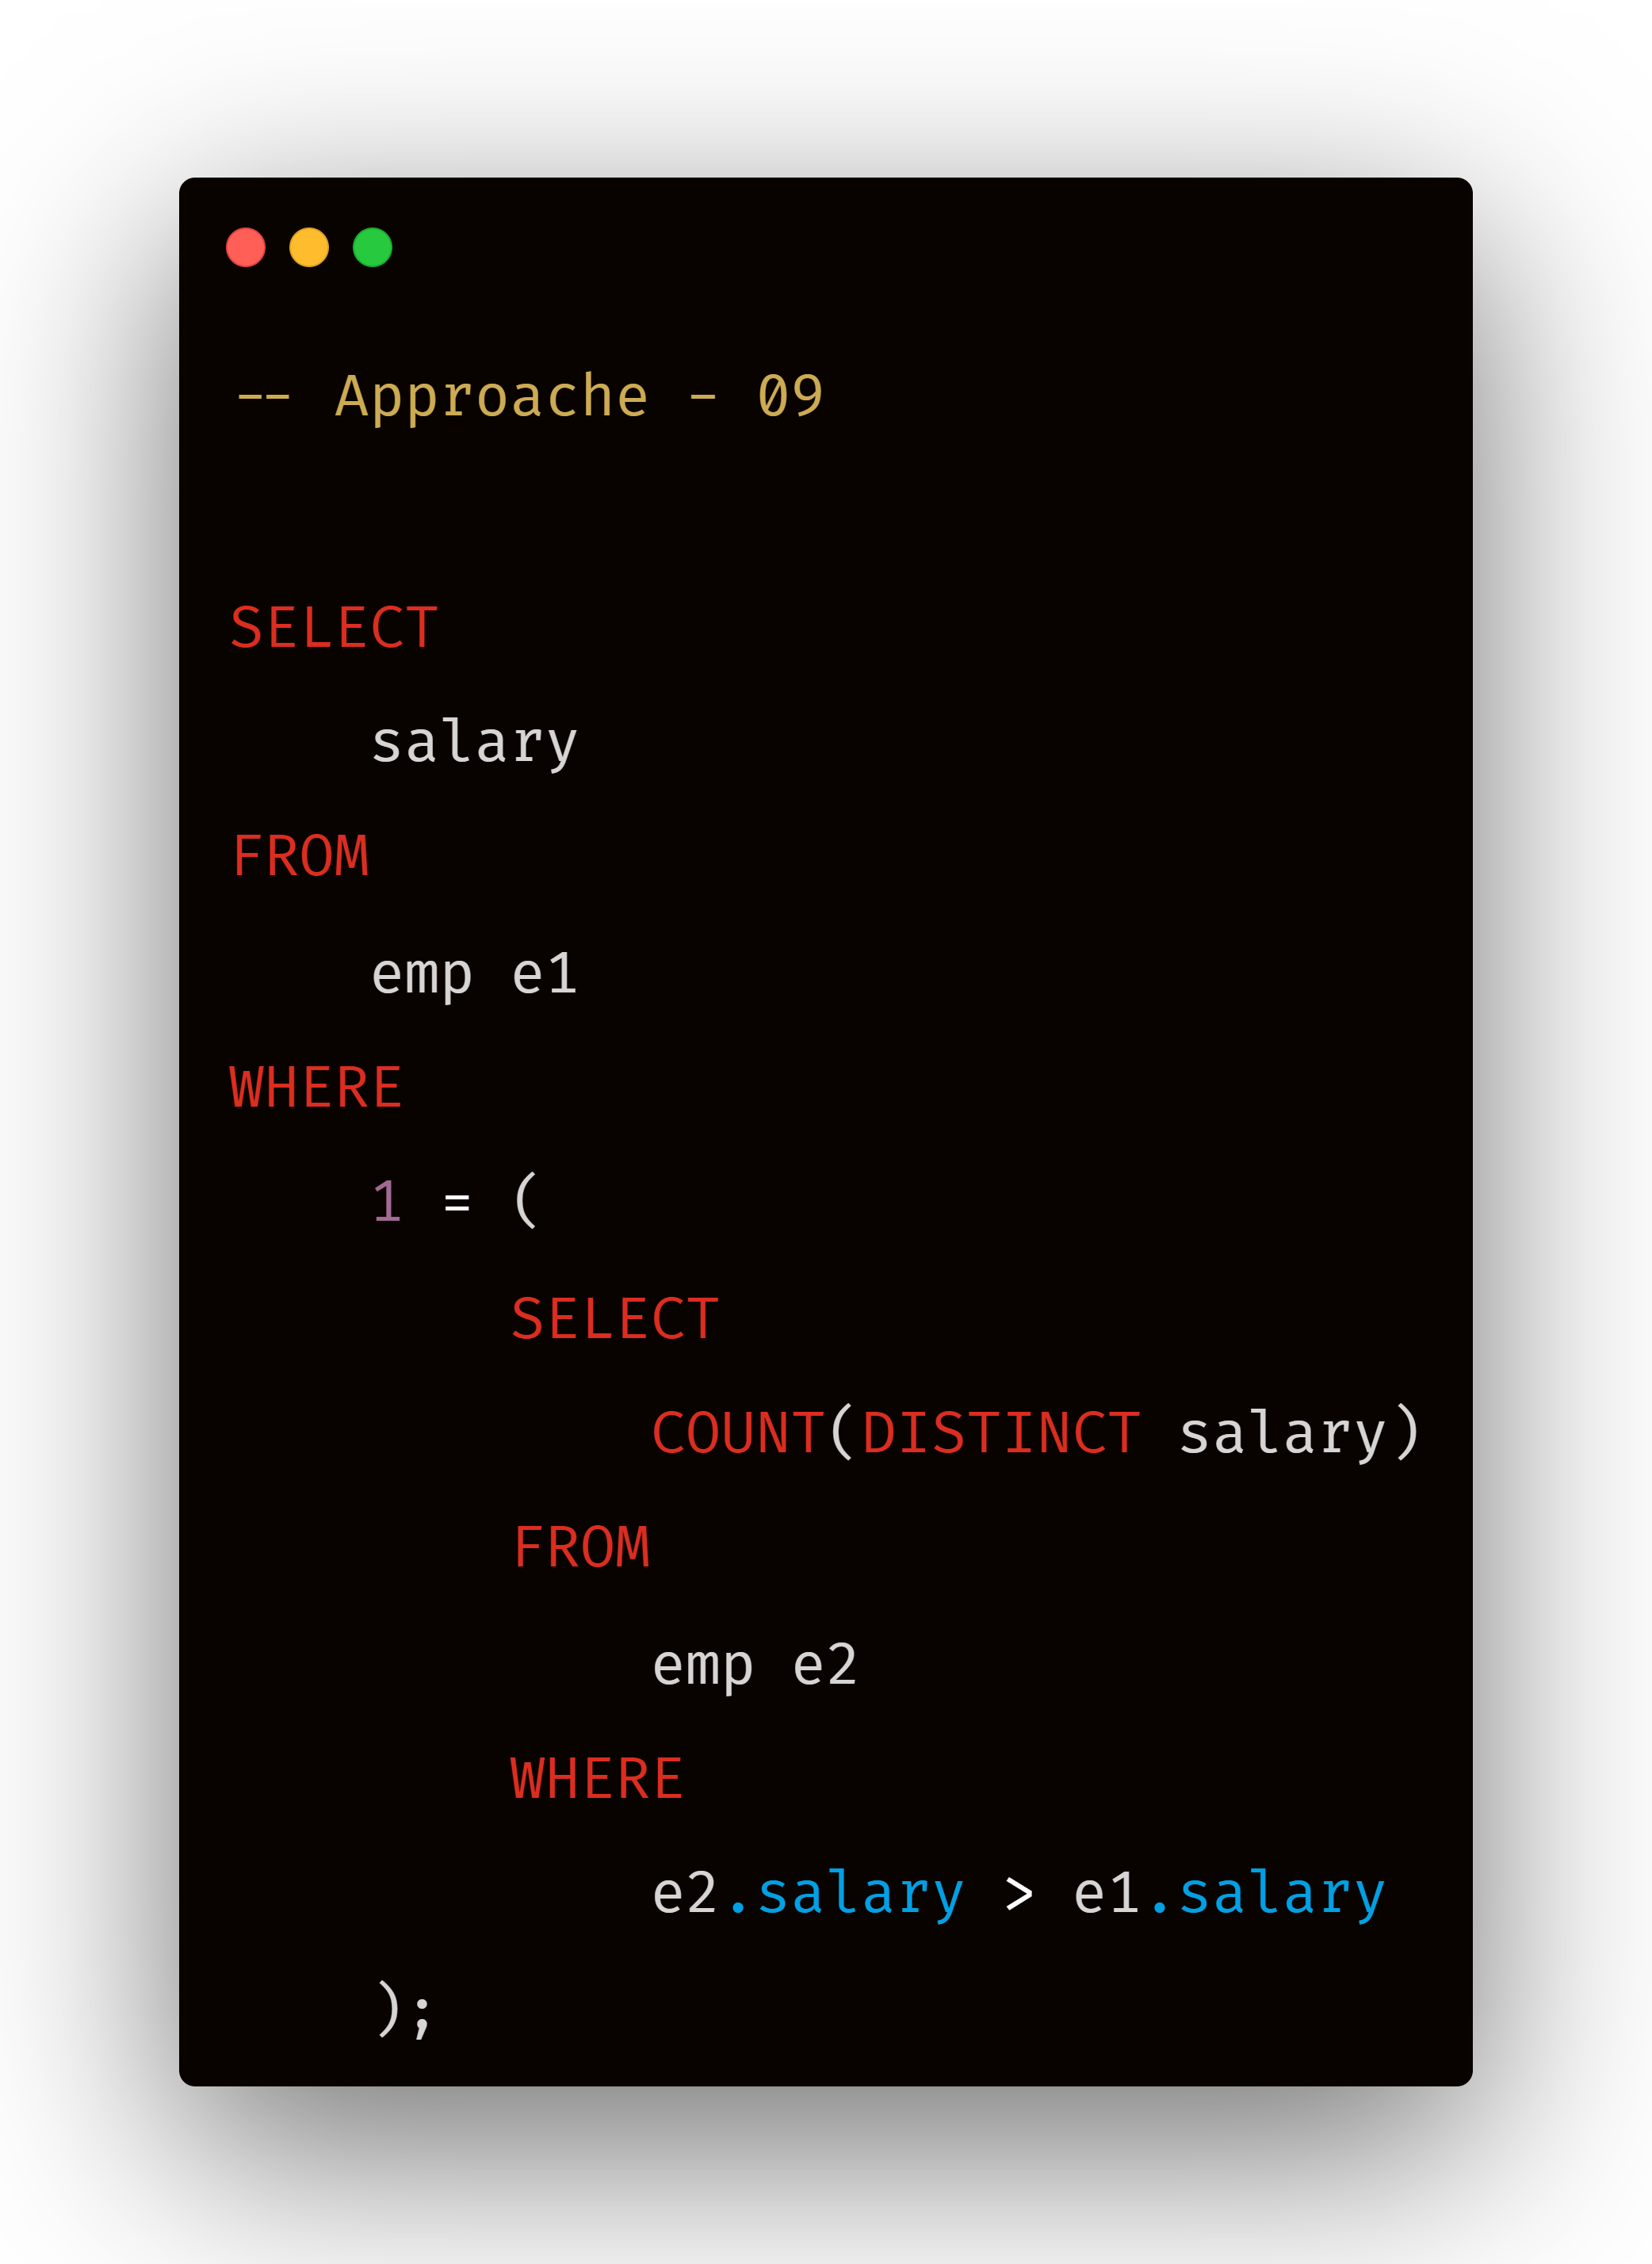 -- Approache - 09
SELECT
salary
FROM
emp e1
WHERE
1 = (
SELECT
COUNT(DISTINCT salary)
FROM
emp e2
WHERE
e2.salary > e1.salary
);